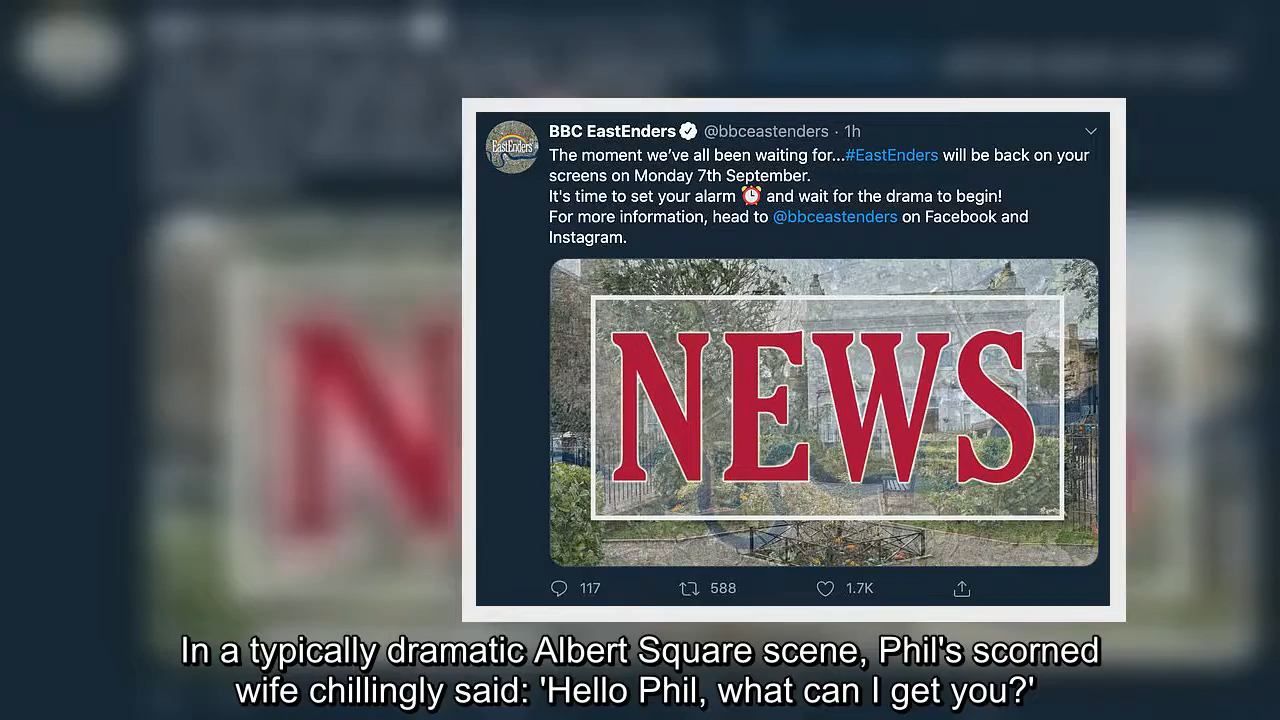 BBC EastEnders @bbceastenders · 1h
The moment we've all been waiting for...#EastEnders will be back on your
screens on Monday 7th September.
It's time to set your alarm ⏰ and wait for the drama to begin!
For more information, head to @bbceastenders on Facebook and
Instagram.
EastEnders
NEWS
117 588 1.7K
In a typically dramatic Albert Square scene, Phil's scorned
wife chillingly said: 'Hello Phil, what can I get you?'